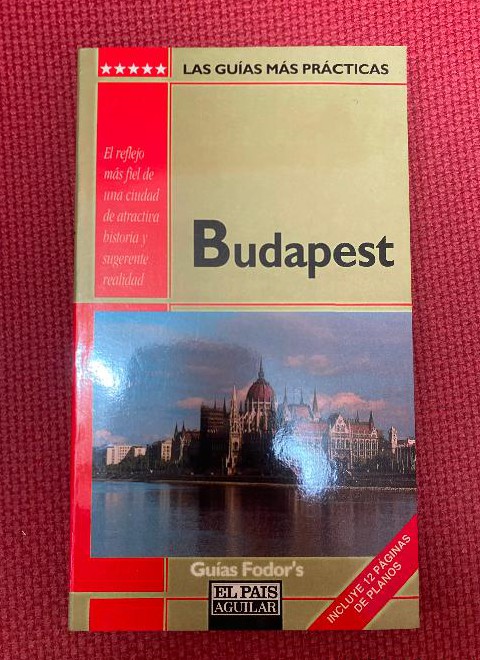 ★★★★★ LAS GUÍAS MÁS PRÁCTICAS
El reflejo
más fiel de
una ciudad
de atractiva
historia y
sugerente
realidad
Budapest
Guías Fodor's
EL PAIS
AGUILAR
INCLUYE 12 PÁGINAS
DE PLANOS